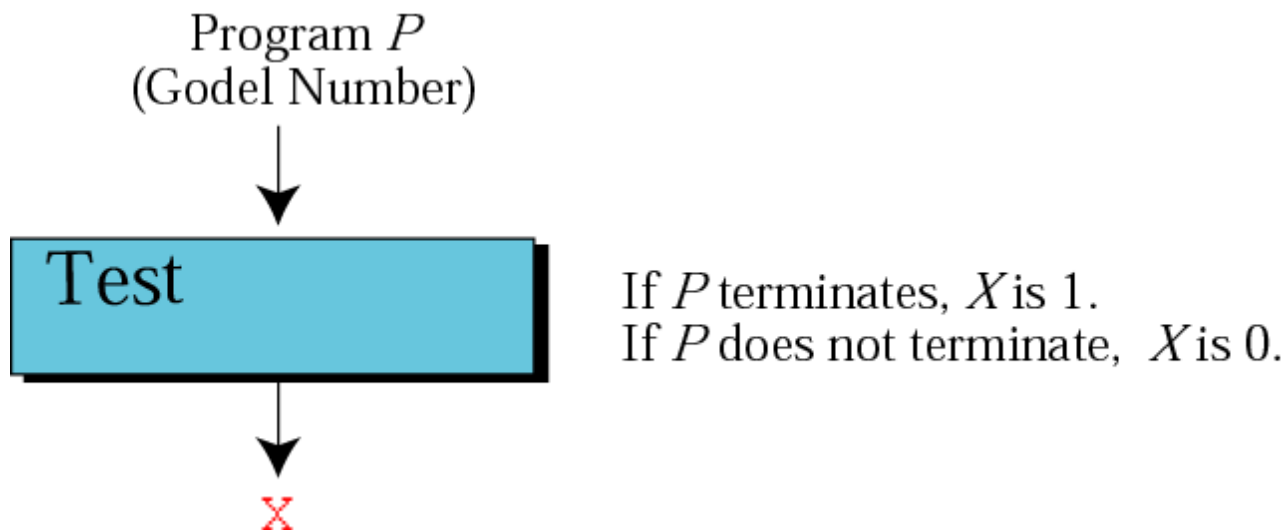 Program P
(Godel Number)
Test
If P terminates, X is 1.
If P does not terminate, X is 0.
X